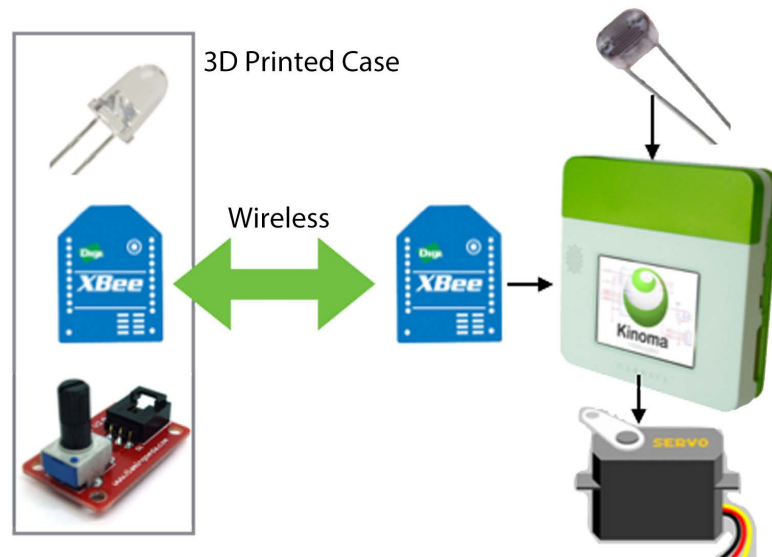 3D Printed Case
Wireless
Digi
XBee
Digi
XBee
Kinoma
SERVO